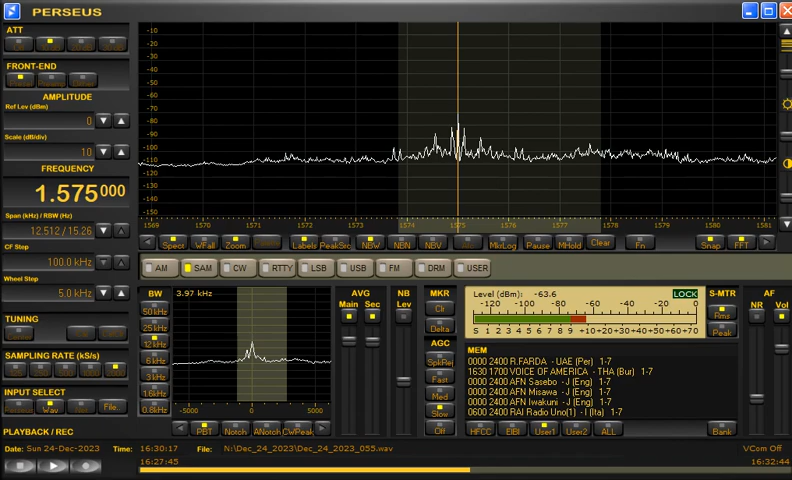 PERSEUS
ATT
FRONT-END
AMPLITUDE
Ref Lev (dBm)
0
Scale (dB/div)
10
FREQUENCY
1.575000
Span (kHz) / RBW (Hz)
12.512 / 15.26
CF Step
100.0 kHz
Wheel Step
5.0 kHz
TUNING
SAMPLING RATE (kS/s)
INPUT SELECT
Wav
File..
-10
-20
-30
-40
-50
-60
-70
-80
-90
-100
-110
-120
-130
-140
-150
1569 1570 1571 1572 1573 1574 1575 1576 1577 1578 1579 1580 1581
Spect WFall Zoom Labels PeakSrc NBW NBN NBV MkrLog Pause MHold Clear Fn Snap FFT
AM SAM CW RTTY LSB USB FM DRM USER
BW
50kHz
25kHz
12kHz
6 kHz
3 kHz
1.6kHz
0.8kHz
3.97 kHz
-5000 0 5000
PBT Notch ANotch CWPeak
AVG
Main Sec
NB
Lev
MKR
Clr
Delta
AGC
SpkRej
Fast
Med
Slow
Off
Level (dBm): -63.6 LOCK
-120 -100 -80 -60 -40 -20 0
S 1 2 3 4 5 6 7 8 9 +10+20+30+40+50+60+70
S-MTR
Rms
Peak
AF
NR Vol
MEM
0000 2400 R.FARDA - UAE (Per) 1-7
1630 1700 VOICE OF AMERICA - THA (Bur) 1-7
0000 2400 AFN Sasebo - J (Eng) 1-7
0000 2400 AFN Misawa - J (Eng) 1-7
0000 2400 AFN Iwakuni - J (Eng) 1-7
0600 2400 RAI Radio Uno(1) - I (Ita) 1-7
HFCC EIBI User1 User2 ALL Bank
PLAYBACK / REC
Date: Sun 24-Dec-2023 Time: 16:30:17 File: N:\Dec_24_2023\Dec_24_2023_055.wav VCom Off
16:27:45 16:32:44